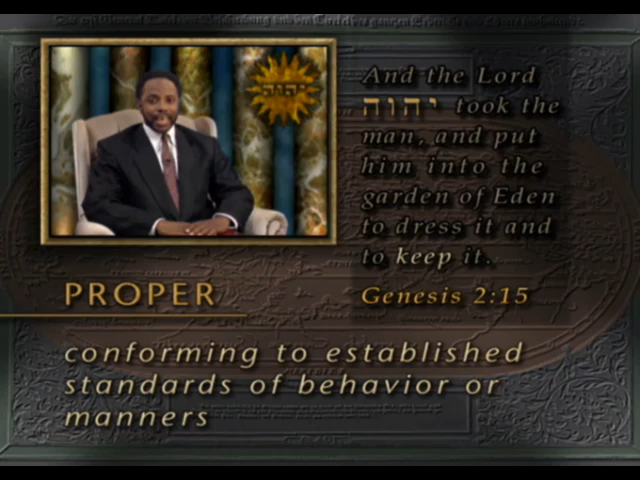 And the Lord
יהוה took the
man, and put
him into the
garden of Eden
to dress it and
to keep it.
Genesis 2:15
יהוה
PROPER
conforming to established
standards of behavior or
manners